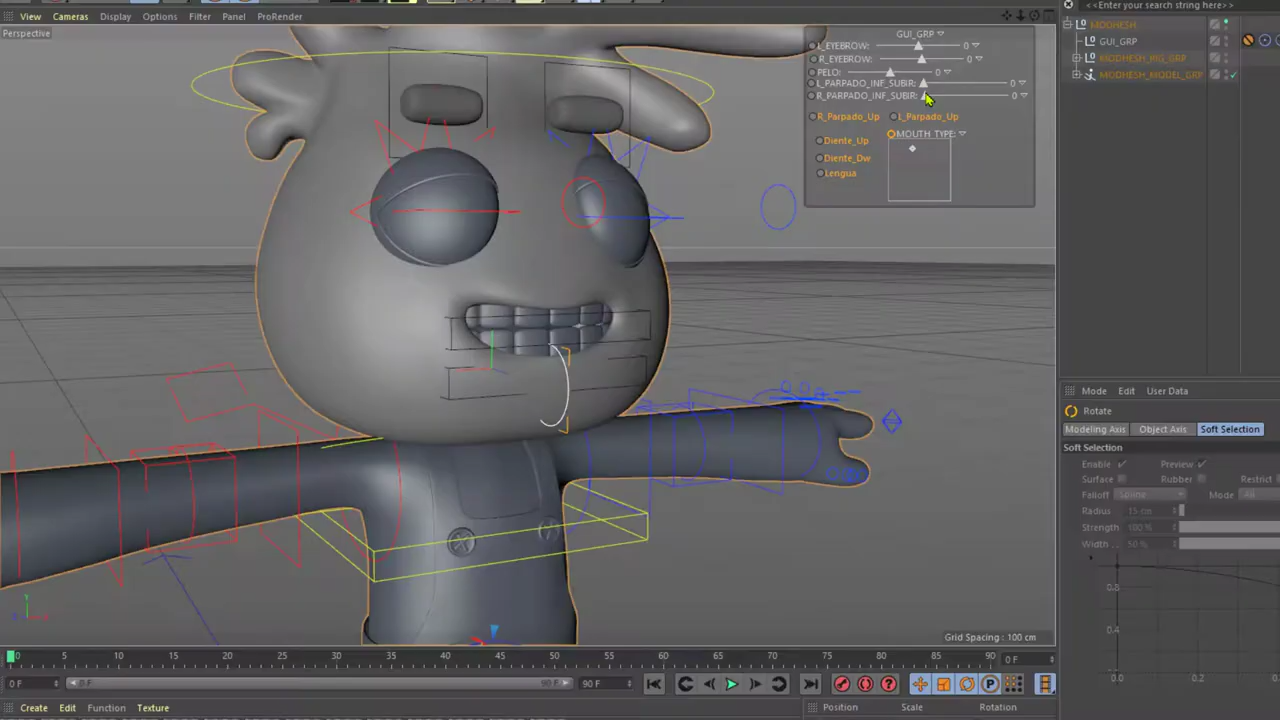 View Cameras Display Options Filter Panel ProRender
<<Enter your search string here>>
Perspective
GUI_GRP
L_EYEBROW: 0
R_EYEBROW: 0
PELO: 0
L_PARPADO_INF_SUBIR: 0
R_PARPADO_INF_SUBIR: 0
R_Parpado_Up L_Parpado_Up
MOUTH_TYPE:
Diente_Up
Diente_Dw
Lengua
MODHESH
GUI_GRP
MODHESH_RIG_GRP
MODHESH_MODEL_GRP
Mode Edit User Data
Rotate
Modeling Axis Object Axis Soft Selection
Soft Selection
Enable Preview
Surface Rubber Restrict
Falloff Spline Mode All
Radius 15 cm
Strength 100 %
Width . . 50 %
0.8
0.4
0.0 0.2
Y
Grid Spacing : 100 cm
0 5 10 15 20 25 30 35 40 45 50 55 60 65 70 75 80 85 90 0 F
0 F 0 F 90 F 90 F
Create Edit Function Texture
Position Scale Rotation